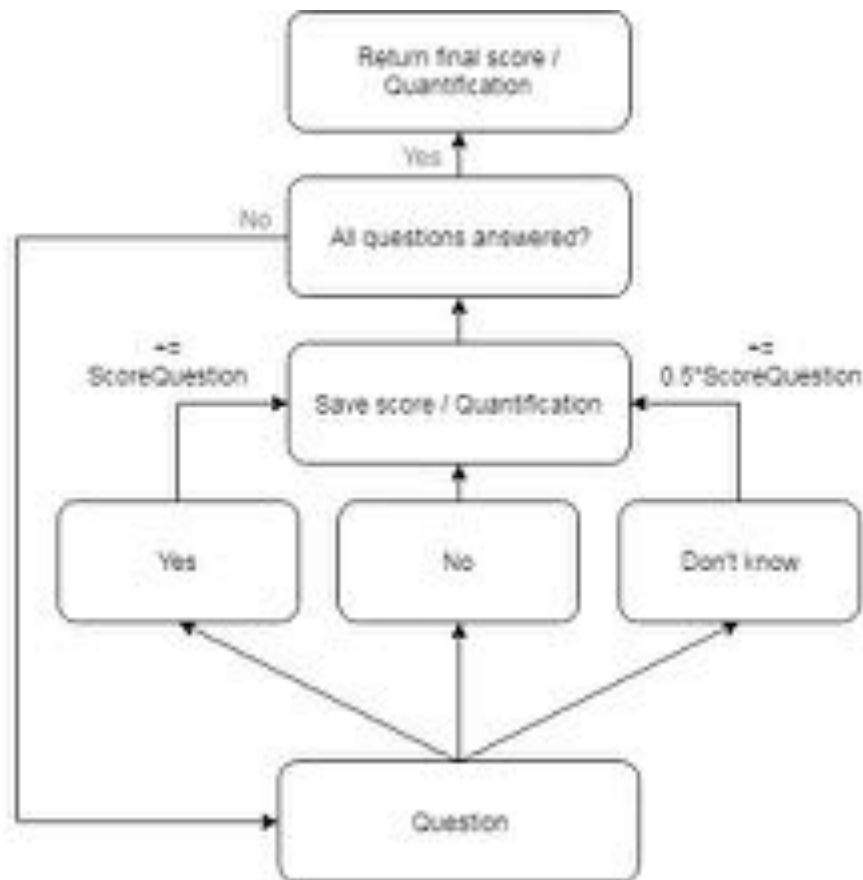 Return final score /
Quantification
Yes
No
All questions answered?
+=
ScoreQuestion
+=
0.5*ScoreQuestion
Save score / Quantification
Yes
No
Don't know
Question